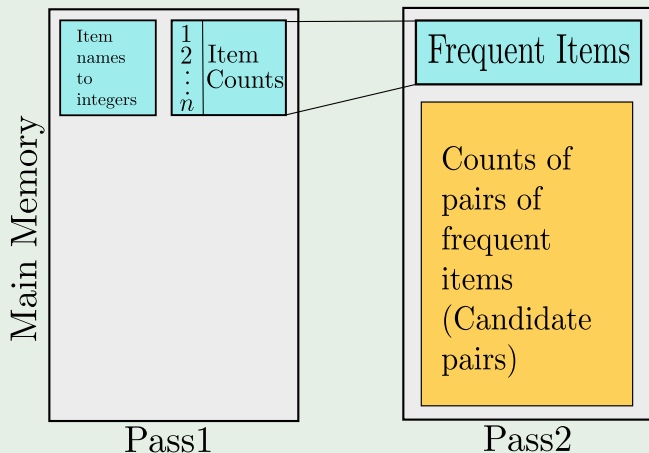 Main Memory
Item
names
to
integers
1
2
⋮
n
Item
Counts
Pass1
Frequent Items
Counts of
pairs of
frequent
items
(Candidate
pairs)
Pass2